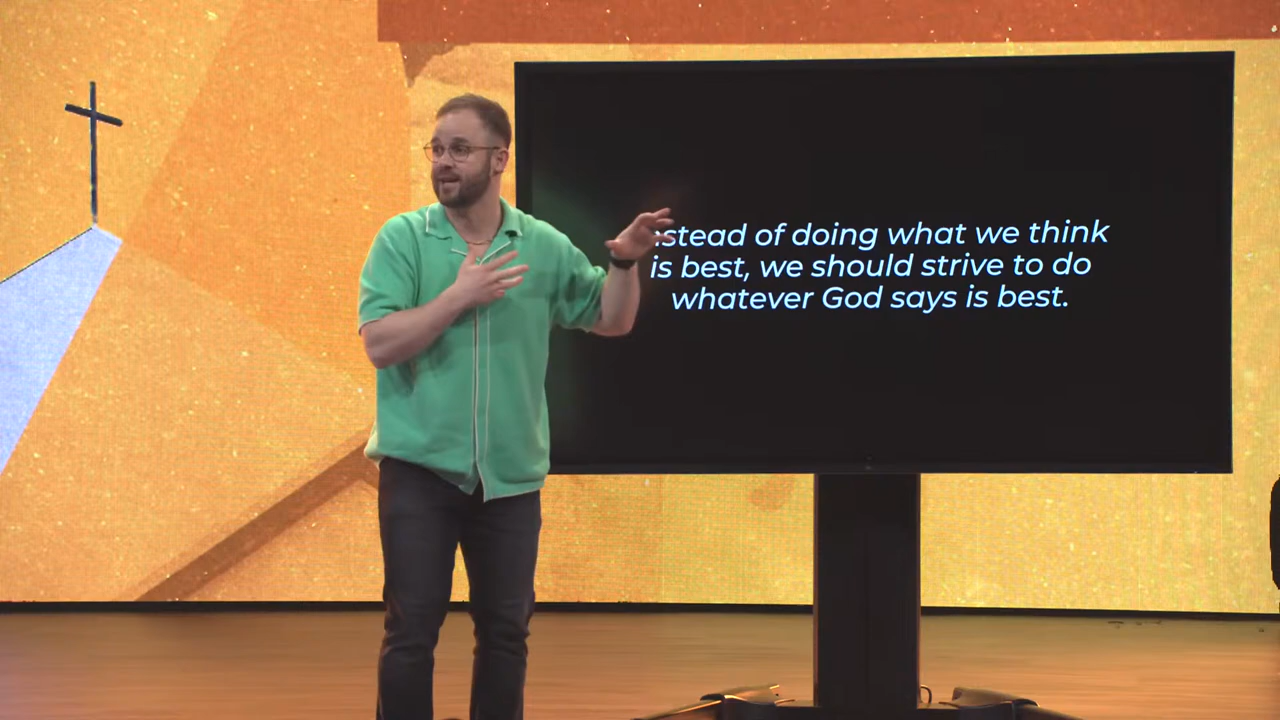 stead of doing what we think
is best, we should strive to do
whatever God says is best.